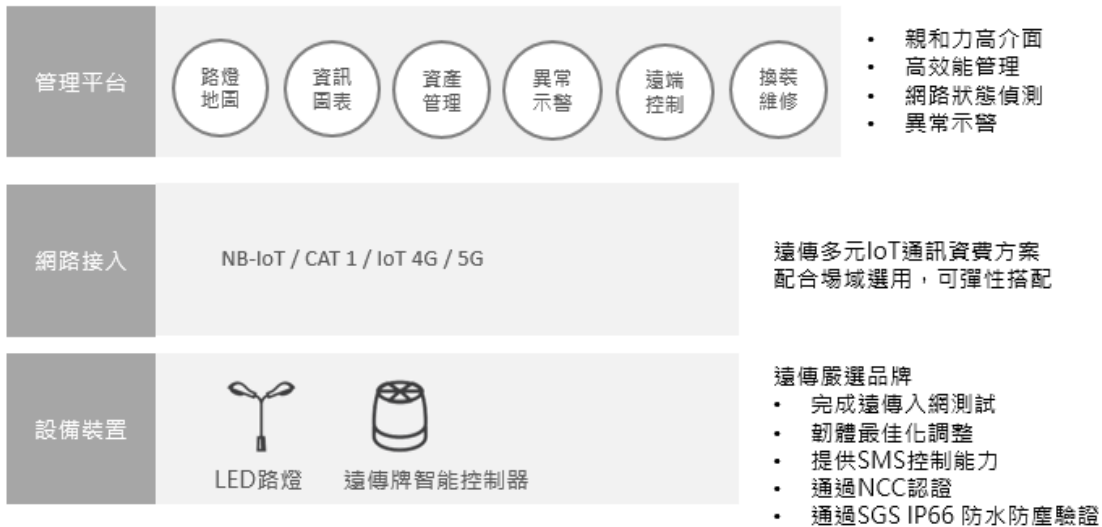 管理平台
路燈
地圖
資訊
圖表
資產
管理
異常
示警
遠端
控制
換裝
維修
• 親和力高介面
• 高效能管理
• 網路狀態偵測
• 異常示警
網路接入
NB-IoT / CAT 1 / IoT 4G / 5G
遠傳多元IoT通訊資費方案
配合場域選用，可彈性搭配
設備裝置
LED路燈
遠傳牌智能控制器
遠傳嚴選品牌
• 完成遠傳入網測試
• 韌體最佳化調整
• 提供SMS控制能力
• 通過NCC認證
• 通過SGS IP66 防水防塵驗證